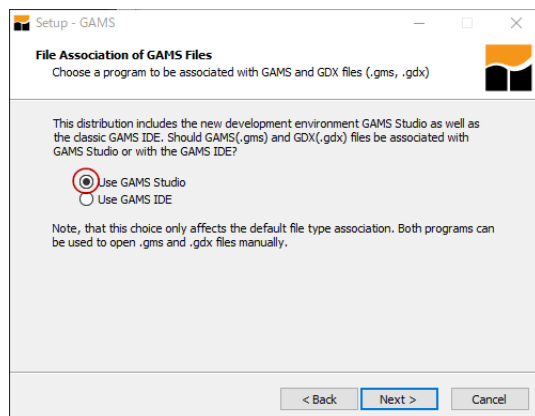 Setup - GAMS
File Association of GAMS Files
Choose a program to be associated with GAMS and GDX files (.gms, .gdx)
This distribution includes the new development environment GAMS Studio as well as
the classic GAMS IDE. Should GAMS(.gms) and GDX(.gdx) files be associated with
GAMS Studio or with the GAMS IDE?
Use GAMS Studio
Use GAMS IDE
Note, that this choice only affects the default file type association. Both programs can
be used to open .gms and .gdx files manually.
< Back Next > Cancel